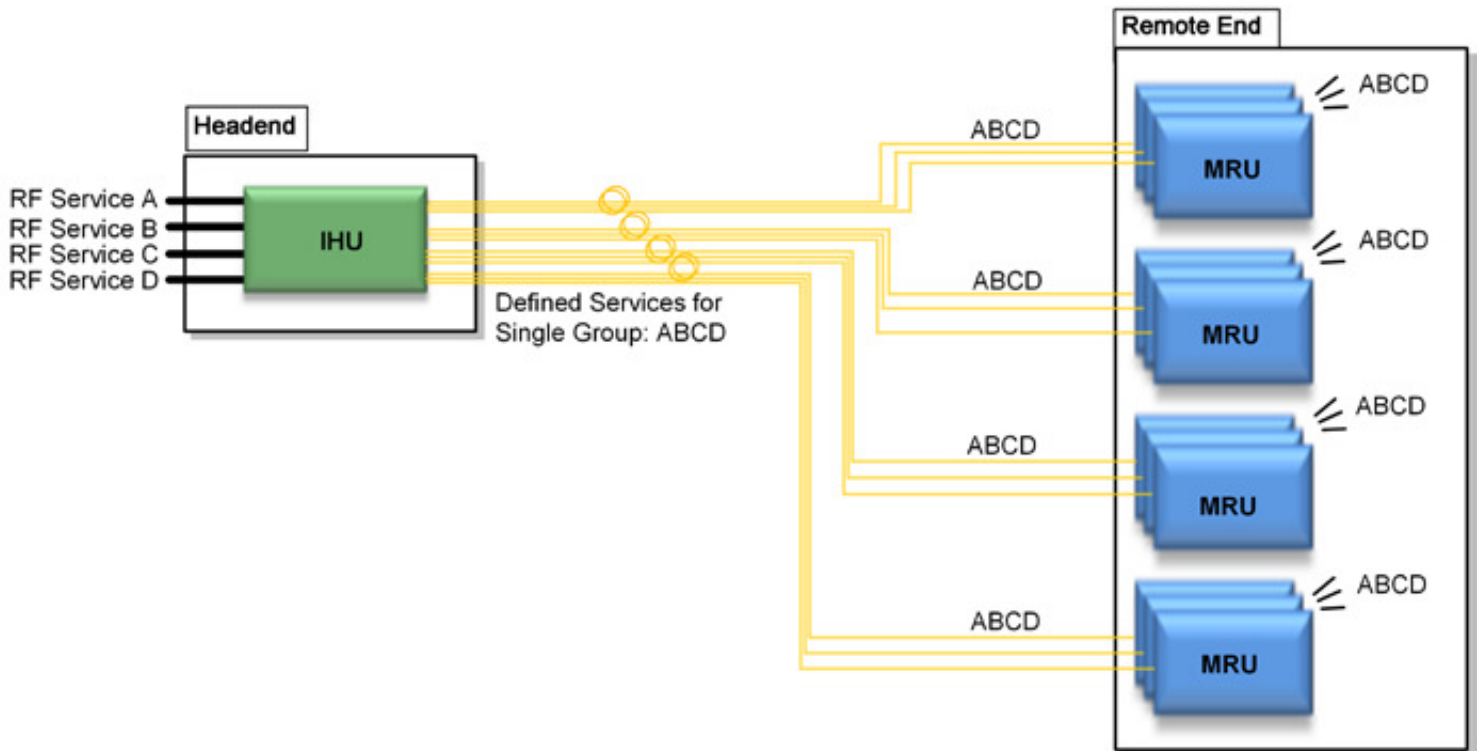 Remote End
ABCD
Headend
ABCD
MRU
RF Service A
RF Service B
RF Service C
RF Service D
IHU
ABCD
ABCD
Defined Services for
Single Group: ABCD
MRU
ABCD
ABCD
MRU
ABCD
ABCD
MRU